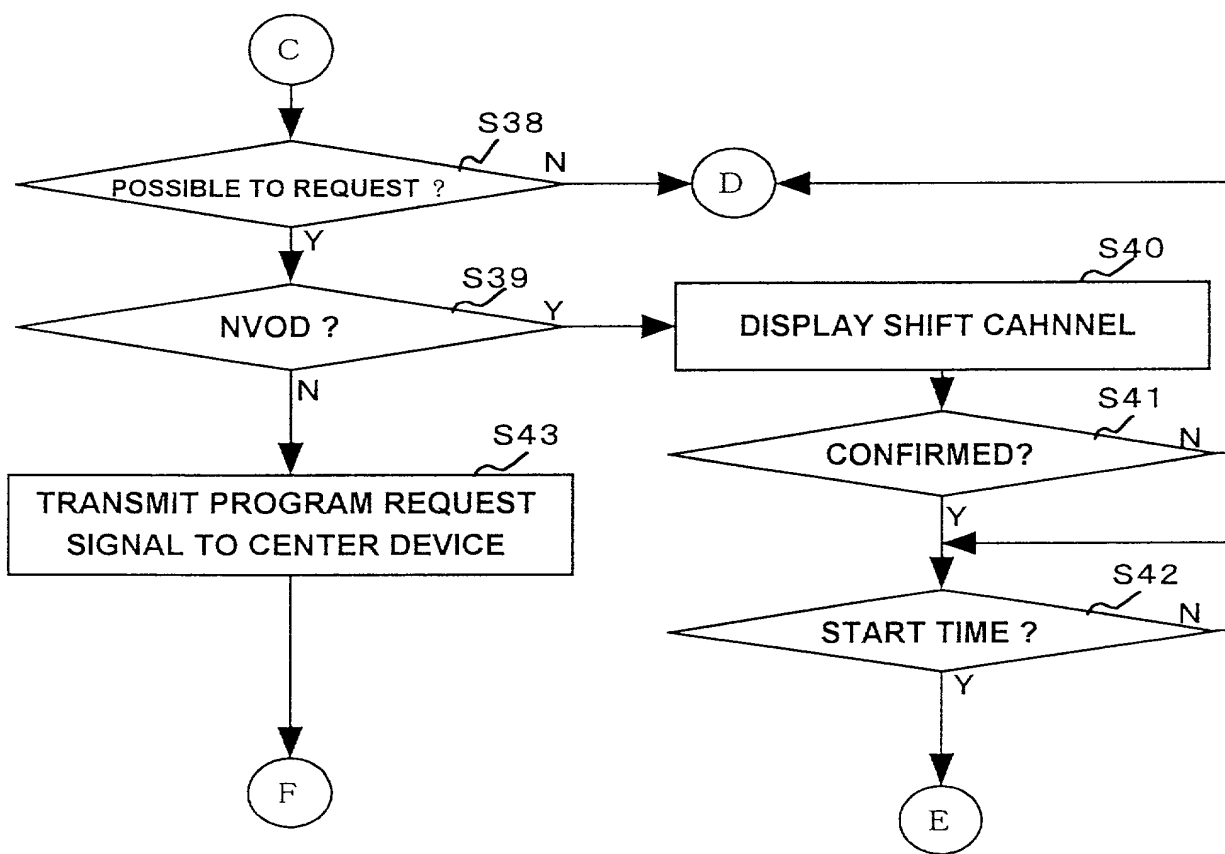 C
S38
POSSIBLE TO REQUEST ?
N
D
Y
S39
NVOD ?
Y
S40
DISPLAY SHIFT CAHNNEL
N
S41
CONFIRMED?
N
S43
TRANSMIT PROGRAM REQUEST
SIGNAL TO CENTER DEVICE
Y
S42
START TIME ?
N
Y
F
E